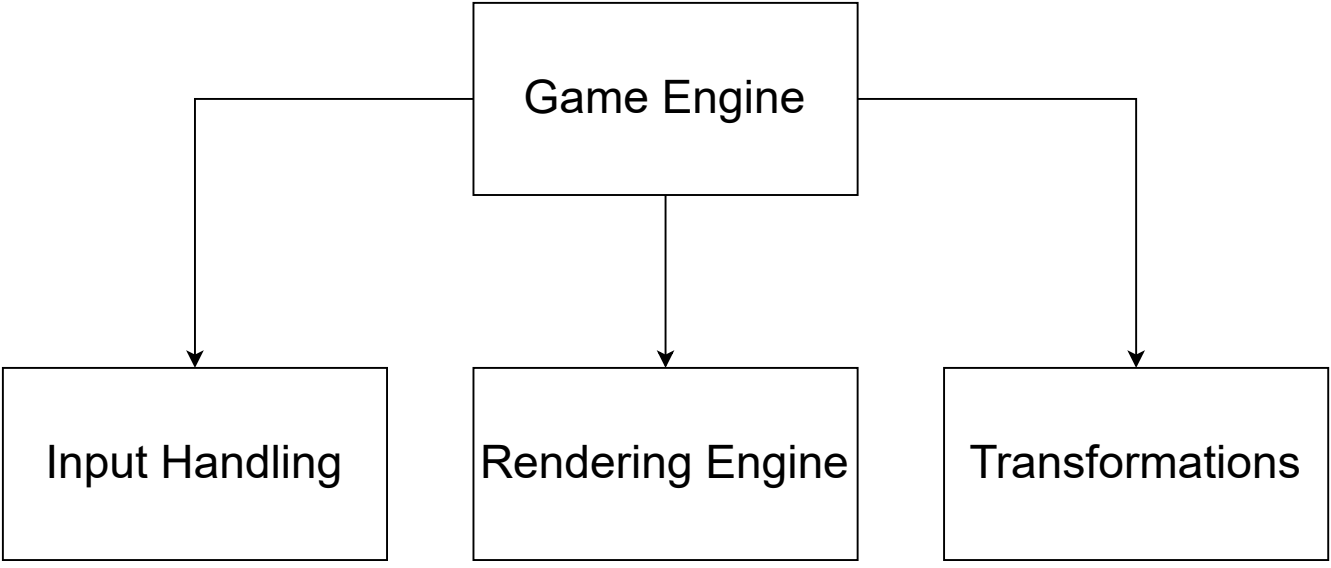 Game Engine
Input Handling
Rendering Engine
Transformations